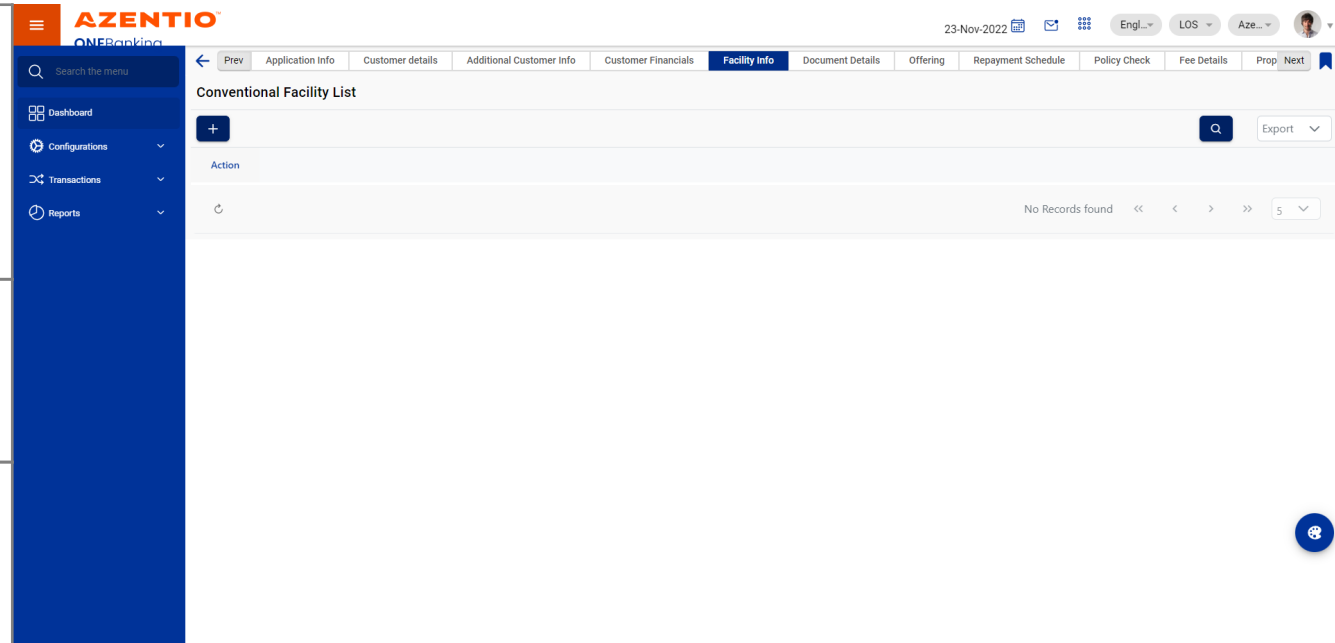 AZENTIO™
ONEBanking
23-Nov-2022
Engl...
LOS
Aze...
Search the menu
Dashboard
Configurations
Transactions
Reports
Prev
Application Info
Customer details
Additional Customer Info
Customer Financials
Facility Info
Document Details
Offering
Repayment Schedule
Policy Check
Fee Details
Prop
Next
Conventional Facility List
+
Export
Action
No Records found
5